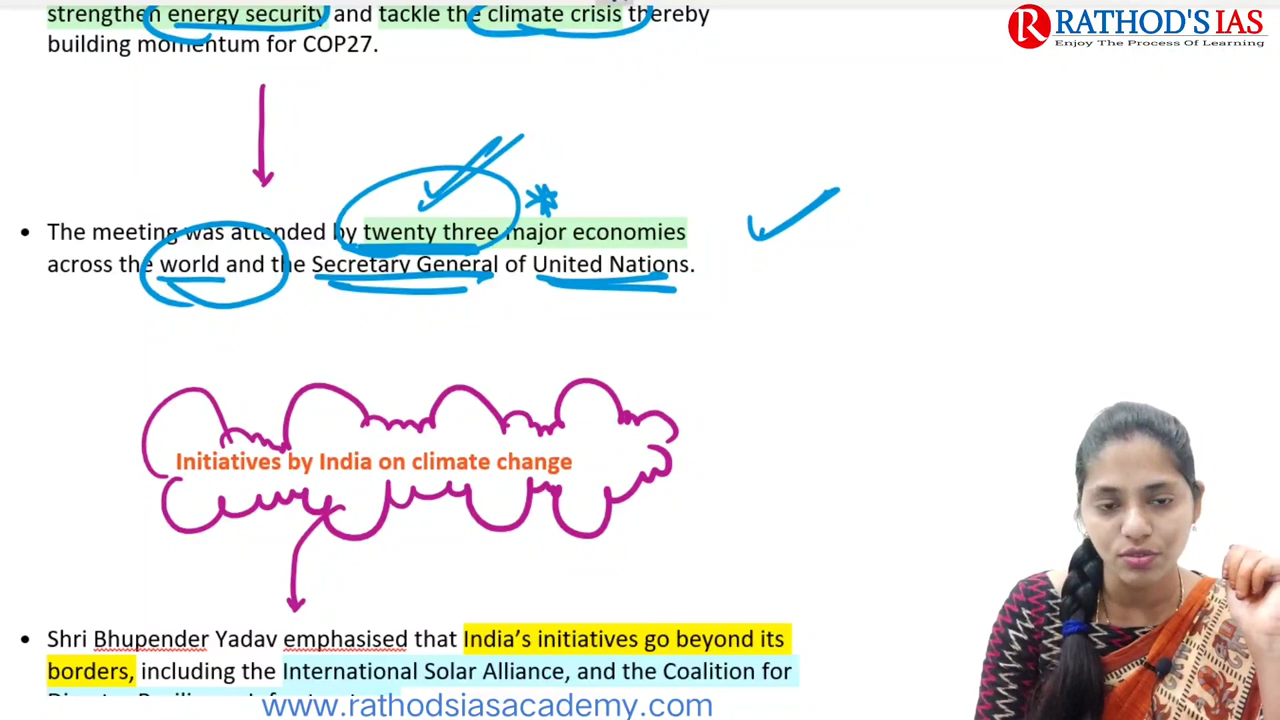 strengthen energy security and tackle the climate crisis thereby
building momentum for COP27.
RATHOD'S IAS
Enjoy The Process Of Learning
• The meeting was attended by twenty three major economies
across the world and the Secretary General of United Nations.
Initiatives by India on climate change
• Shri Bhupender Yadav emphasised that India's initiatives go beyond its
borders, including the International Solar Alliance, and the Coalition for
www.rathodsiasacademy.com